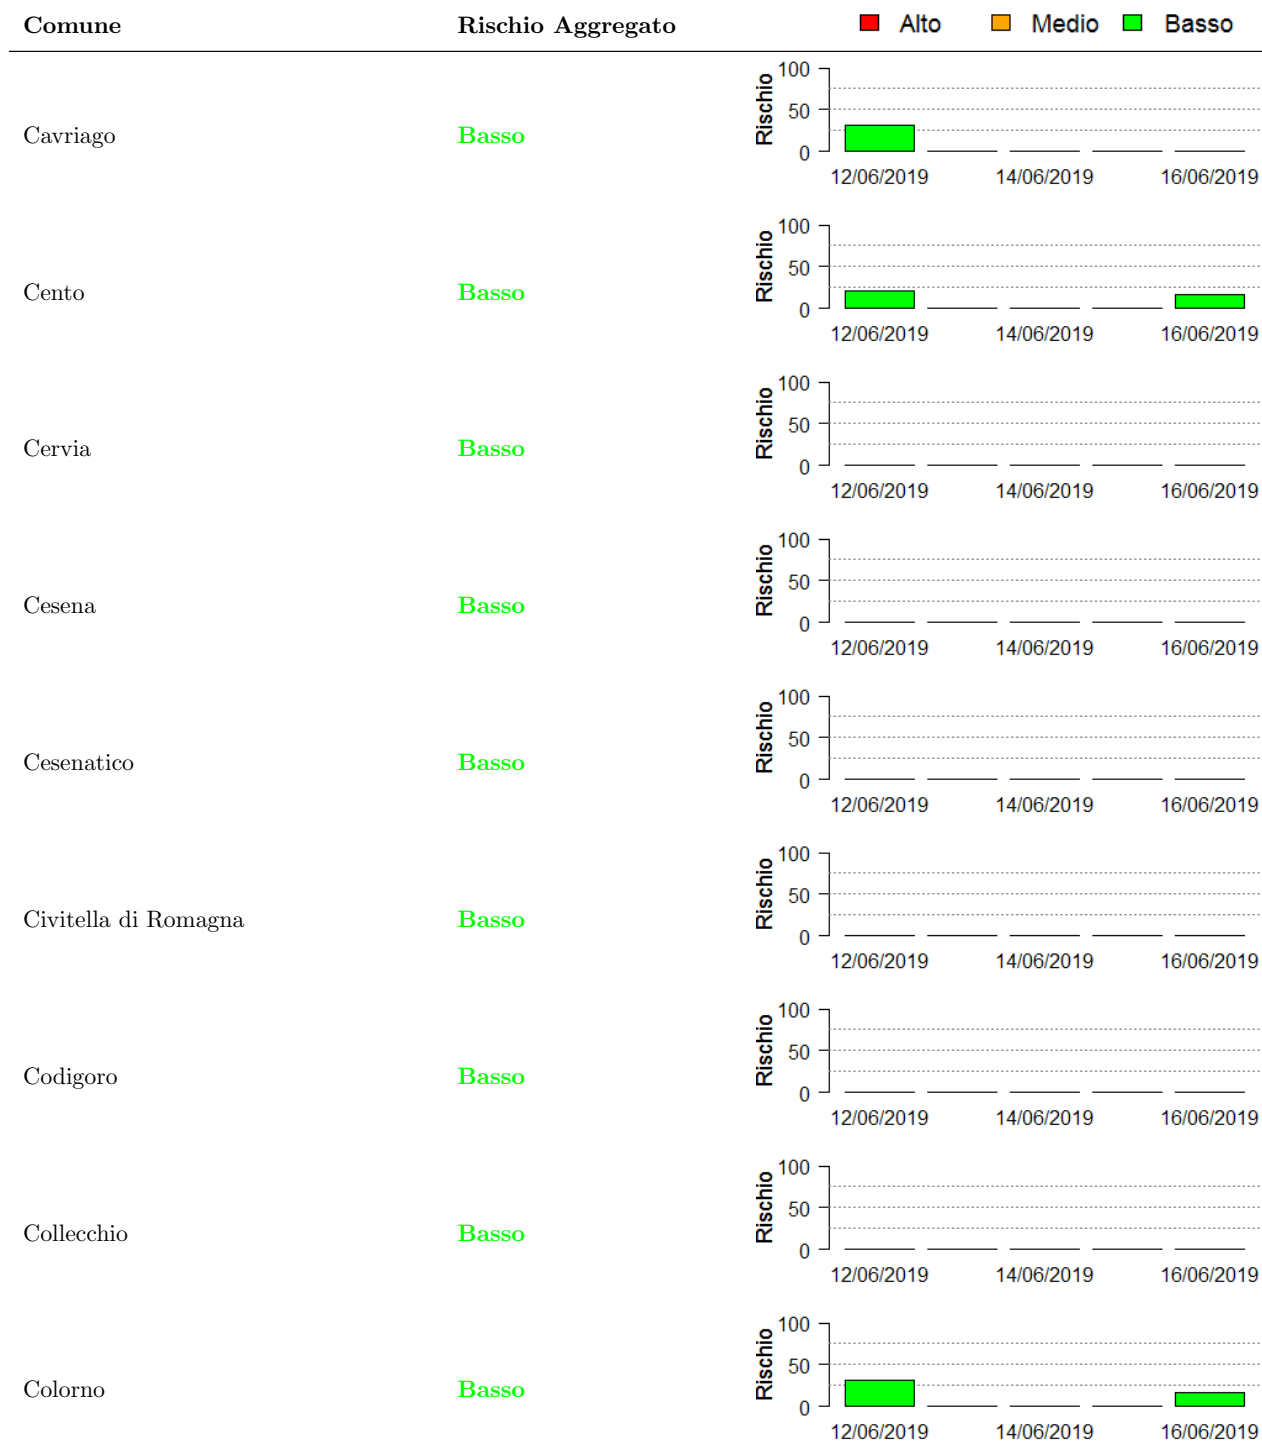 Comune Rischio Aggregato Alto Medio Basso
Cavriago Basso
Rischio
100
50
0
12/06/2019 14/06/2019 16/06/2019
Cento Basso
Rischio
100
50
0
12/06/2019 14/06/2019 16/06/2019
Cervia Basso
Rischio
100
50
0
12/06/2019 14/06/2019 16/06/2019
Cesena Basso
Rischio
100
50
0
12/06/2019 14/06/2019 16/06/2019
Cesenatico Basso
Rischio
100
50
0
12/06/2019 14/06/2019 16/06/2019
Civitella di Romagna Basso
Rischio
100
50
0
12/06/2019 14/06/2019 16/06/2019
Codigoro Basso
Rischio
100
50
0
12/06/2019 14/06/2019 16/06/2019
Collecchio Basso
Rischio
100
50
0
12/06/2019 14/06/2019 16/06/2019
Colorno Basso
Rischio
100
50
0
12/06/2019 14/06/2019 16/06/2019